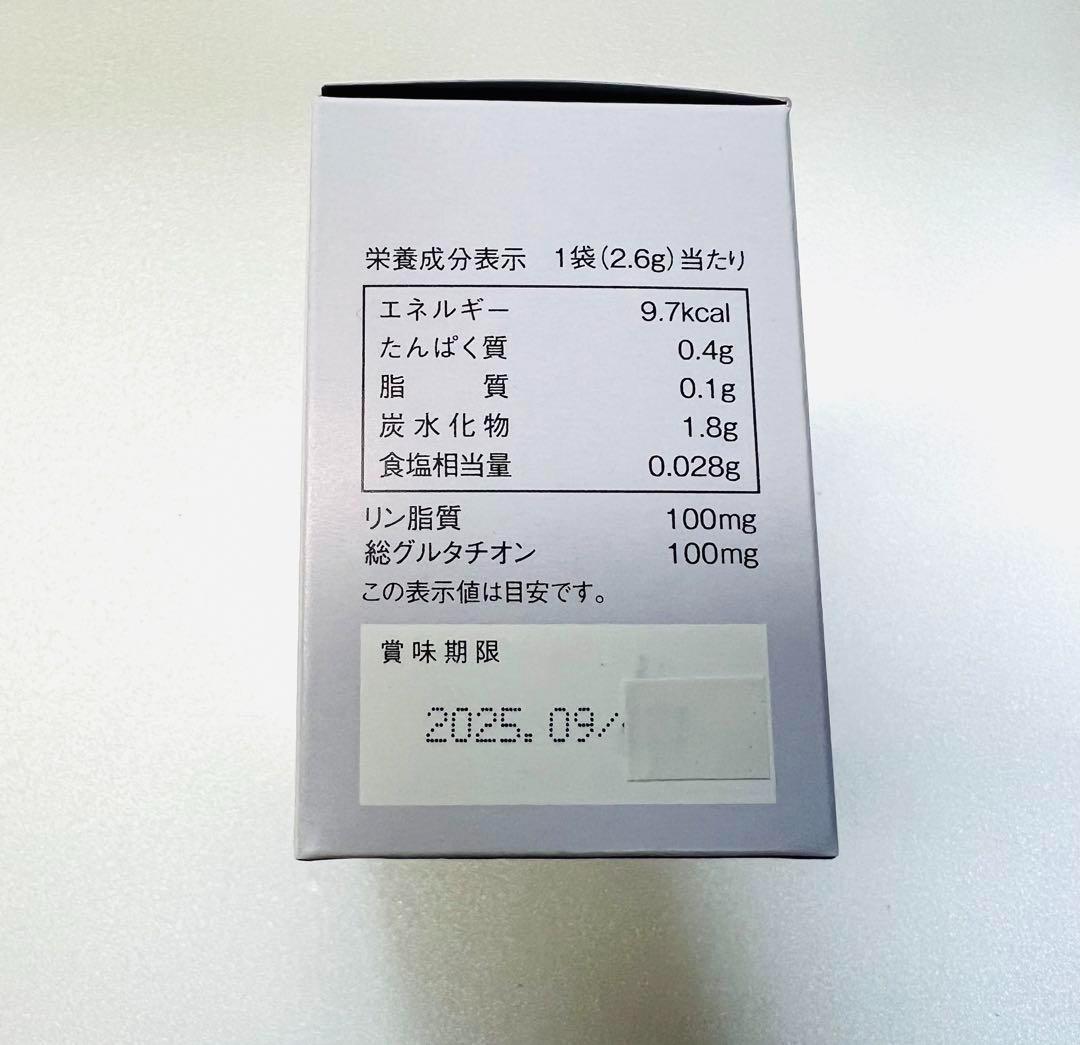 栄養成分表示 1袋(2.6g)当たり
エネルギー 9.7kcal
たんぱく質 0.4g
脂質 0.1g
炭水化物 1.8g
食塩相当量 0.028g
リン脂質 100mg
総グルタチオン 100mg
この表示値は目安です。
賞味期限
2025.09/